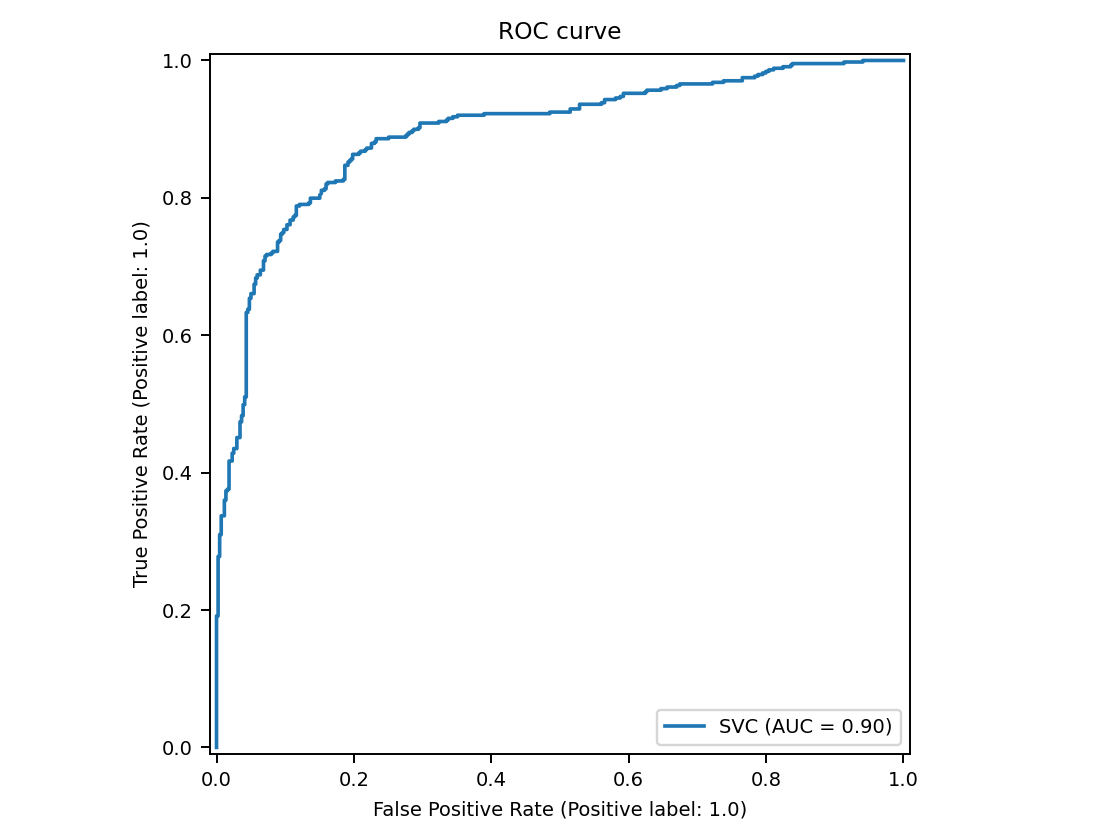 ROC curve
True Positive Rate (Positive label: 1.0)
1.0
0.8
0.6
0.4
0.2
0.0
SVC (AUC = 0.90)
0.0 0.2 0.4 0.6 0.8 1.0
False Positive Rate (Positive label: 1.0)